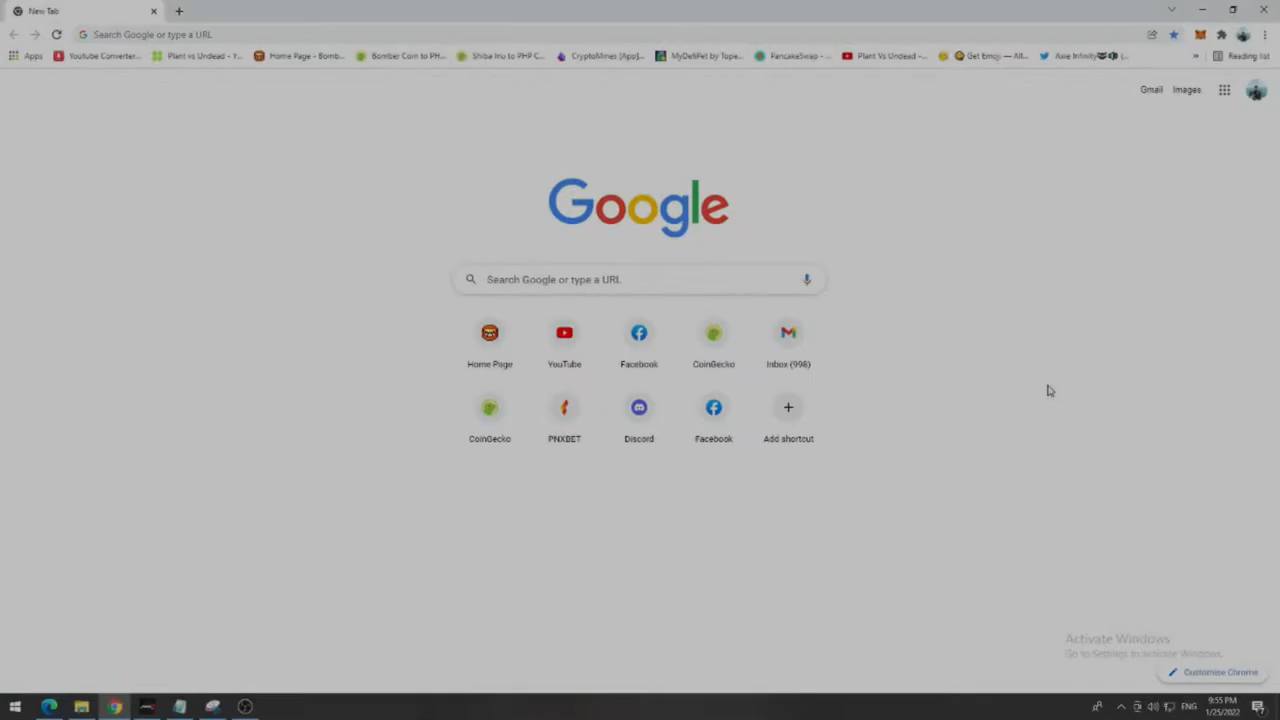 New Tab
Search Google or type a URL
Apps Youtube Converter... Plant vs Undead - Y... Home Page - Bomb... Bomber Coin to PH... Shiba Inu to PHP C... CryptoMines [App]... MyDefiPet by Tope... PancakeSwap - ... Plant Vs Undead -... Get Emoji — All... Axie Infinity (... » Reading list
Gmail Images
Google
Search Google or type a URL
Home Page YouTube Facebook CoinGecko Inbox (998)
CoinGecko PNXBET Discord Facebook Add shortcut
Activate Windows
Go to Settings to activate Windows.
Customise Chrome
ENG 9:55 PM
1/25/2022